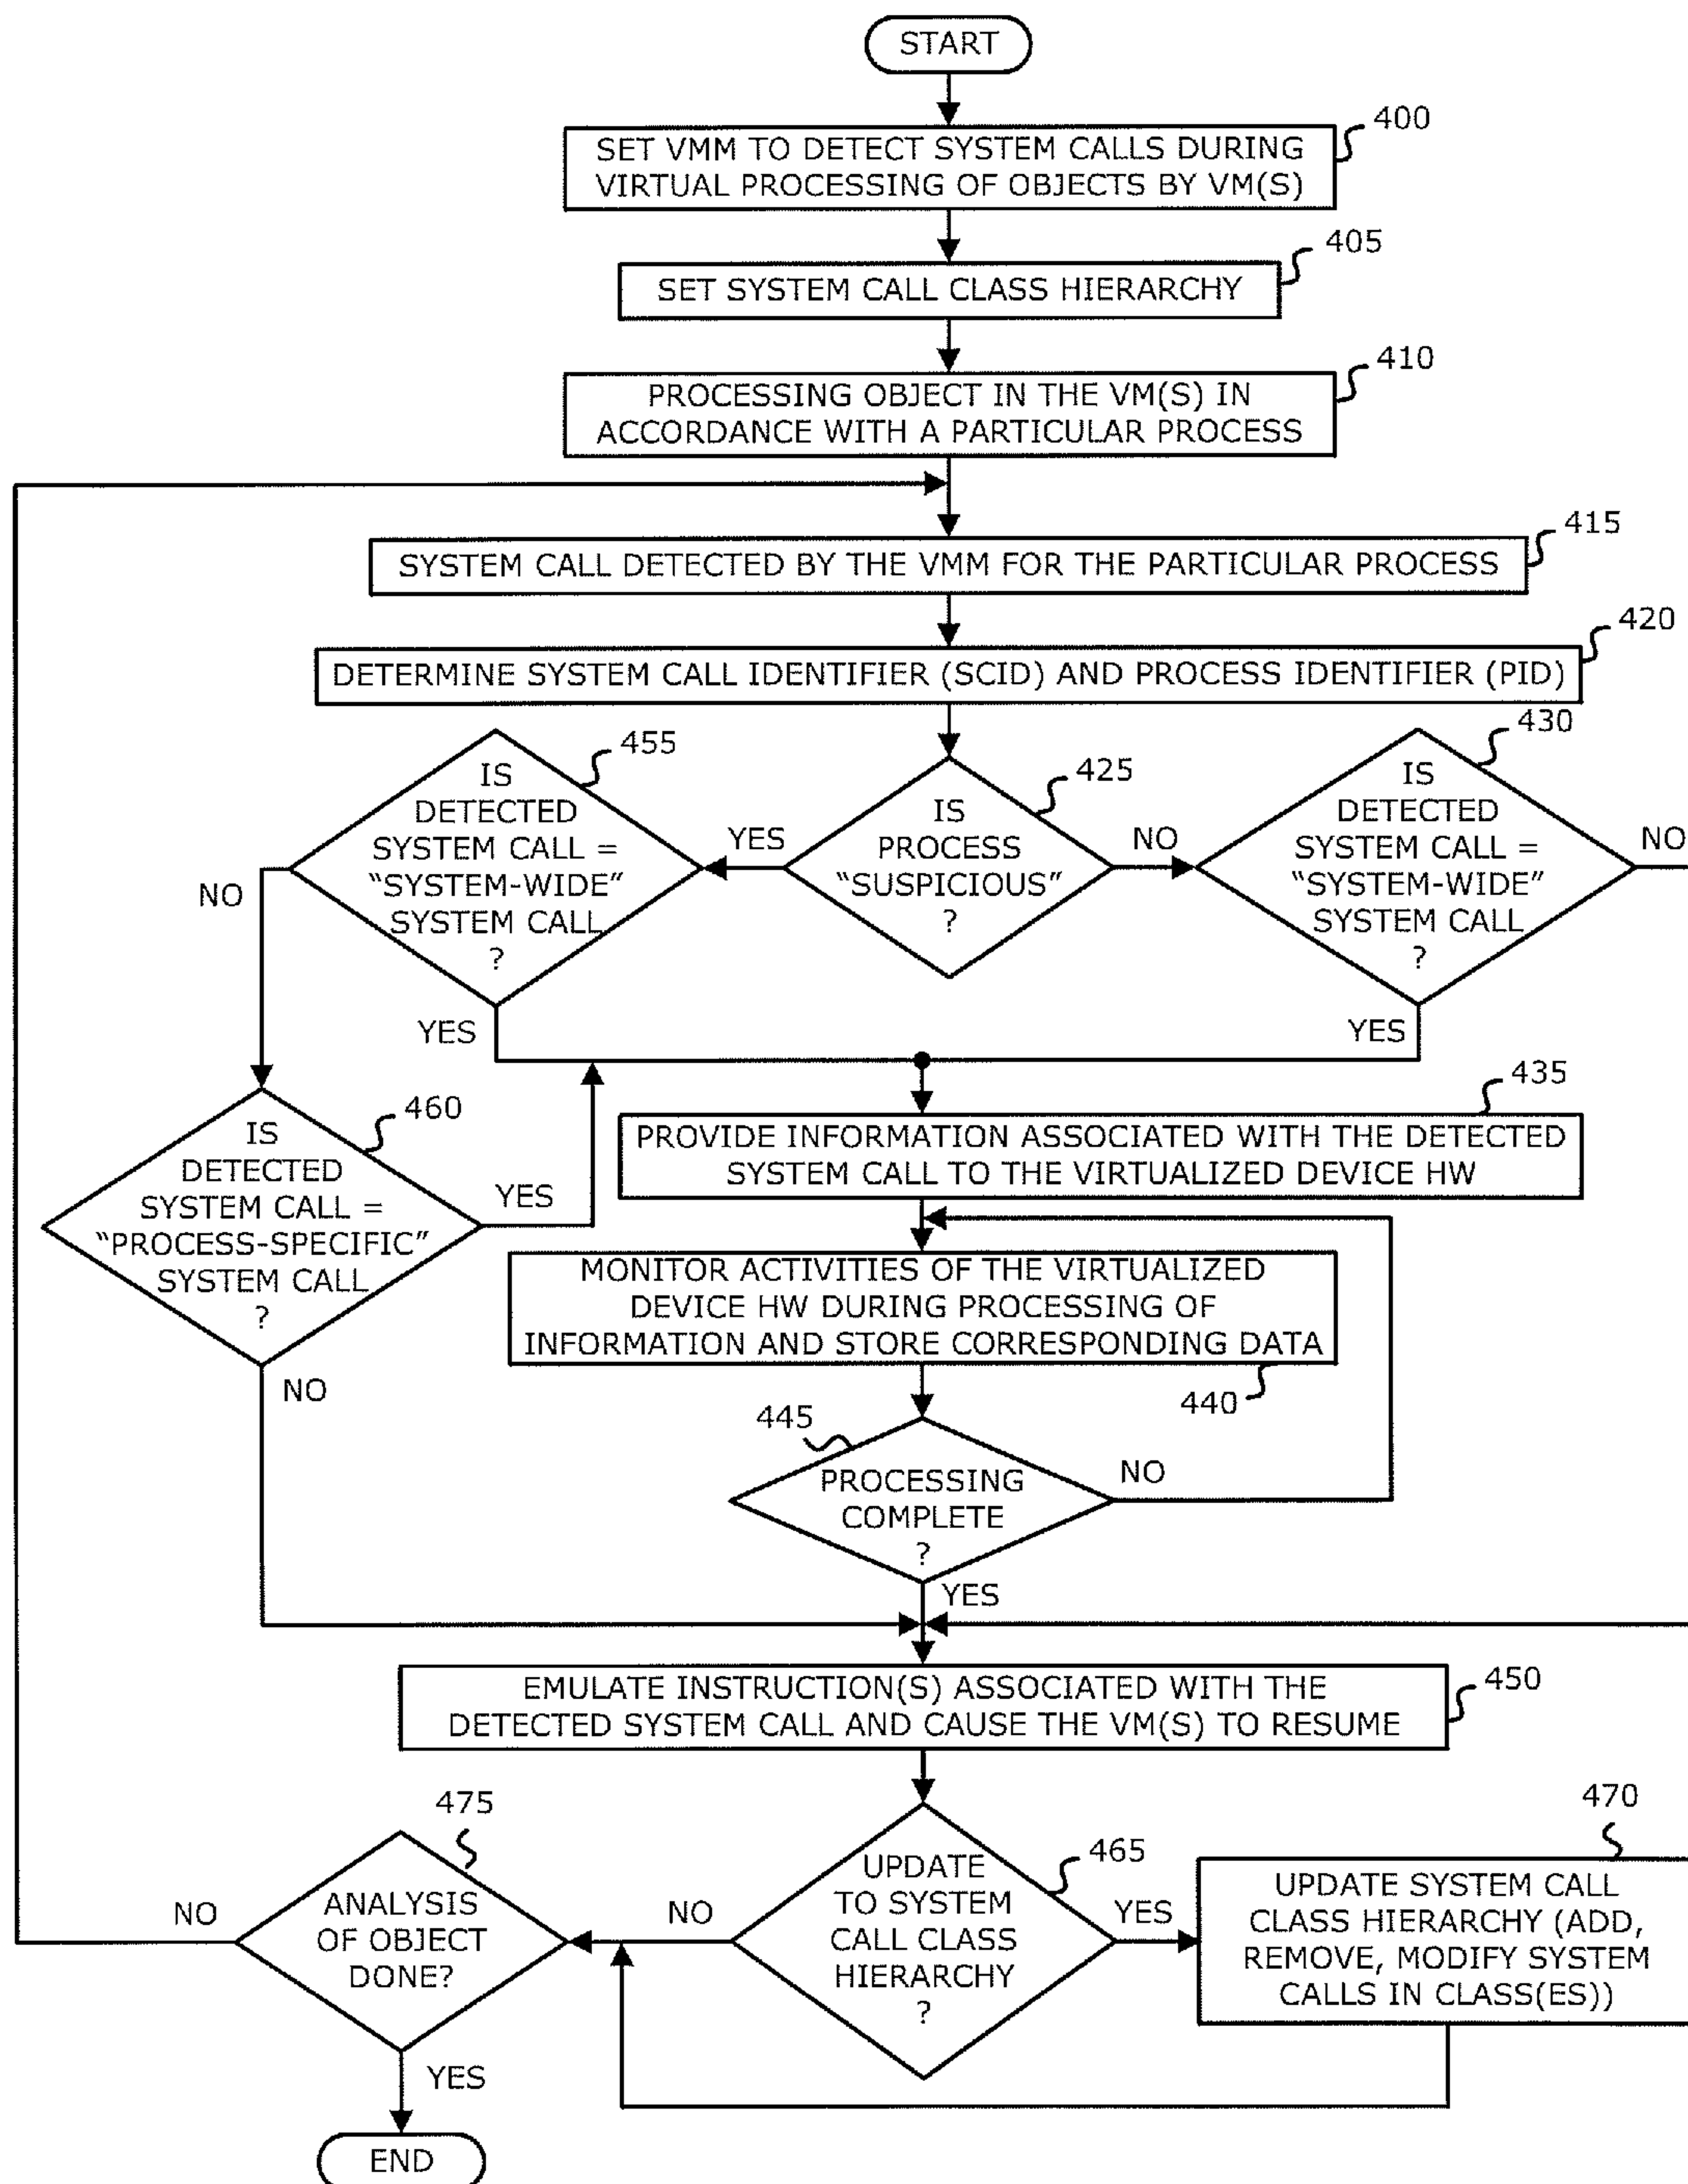 START
400
SET VMM TO DETECT SYSTEM CALLS DURING
VIRTUAL PROCESSING OF OBJECTS BY VM(S)
405
SET SYSTEM CALL CLASS HIERARCHY
410
PROCESSING OBJECT IN THE VM(S) IN
ACCORDANCE WITH A PARTICULAR PROCESS
415
SYSTEM CALL DETECTED BY THE VMM FOR THE PARTICULAR PROCESS
420
DETERMINE SYSTEM CALL IDENTIFIER (SCID) AND PROCESS IDENTIFIER (PID)
455
IS
DETECTED
SYSTEM CALL =
“SYSTEM-WIDE”
SYSTEM CALL
?
NO
YES
YES
425
IS
PROCESS
“SUSPICIOUS”
?
NO
430
IS
DETECTED
SYSTEM CALL =
“SYSTEM-WIDE”
SYSTEM CALL
?
NO
YES
460
IS
DETECTED
SYSTEM CALL =
“PROCESS-SPECIFIC”
SYSTEM CALL
?
YES
NO
435
PROVIDE INFORMATION ASSOCIATED WITH THE DETECTED
SYSTEM CALL TO THE VIRTUALIZED DEVICE HW
MONITOR ACTIVITIES OF THE VIRTUALIZED
DEVICE HW DURING PROCESSING OF
INFORMATION AND STORE CORRESPONDING DATA
440
445
PROCESSING
COMPLETE
?
NO
YES
EMULATE INSTRUCTION(S) ASSOCIATED WITH THE
DETECTED SYSTEM CALL AND CAUSE THE VM(S) TO RESUME
450
475
ANALYSIS
OF OBJECT
DONE?
NO
YES
465
UPDATE
TO SYSTEM
CALL CLASS
HIERARCHY
?
NO
YES
470
UPDATE SYSTEM CALL
CLASS HIERARCHY (ADD,
REMOVE, MODIFY SYSTEM
CALLS IN CLASS(ES))
END